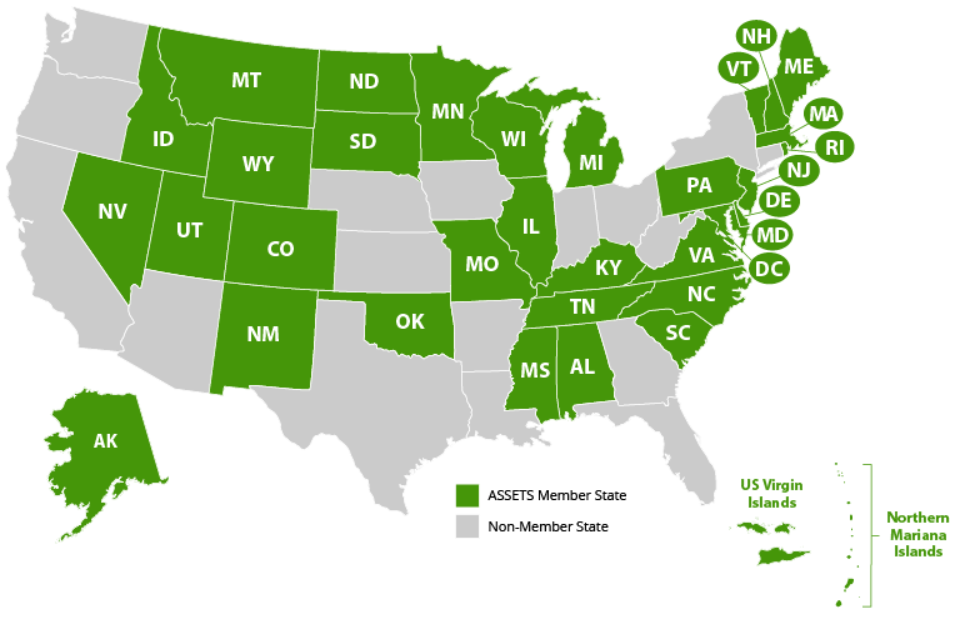 NH
VT
ME
MT
ND
MN
MA
ID
SD
WI
RI
WY
MI
NJ
PA
DE
NV
UT
IL
MD
CO
MO
KY
VA
DC
TN
NC
NM
OK
SC
MS
AL
AK
ASSETS Member State
Non-Member State
US Virgin
Islands
Northern
Mariana
Islands